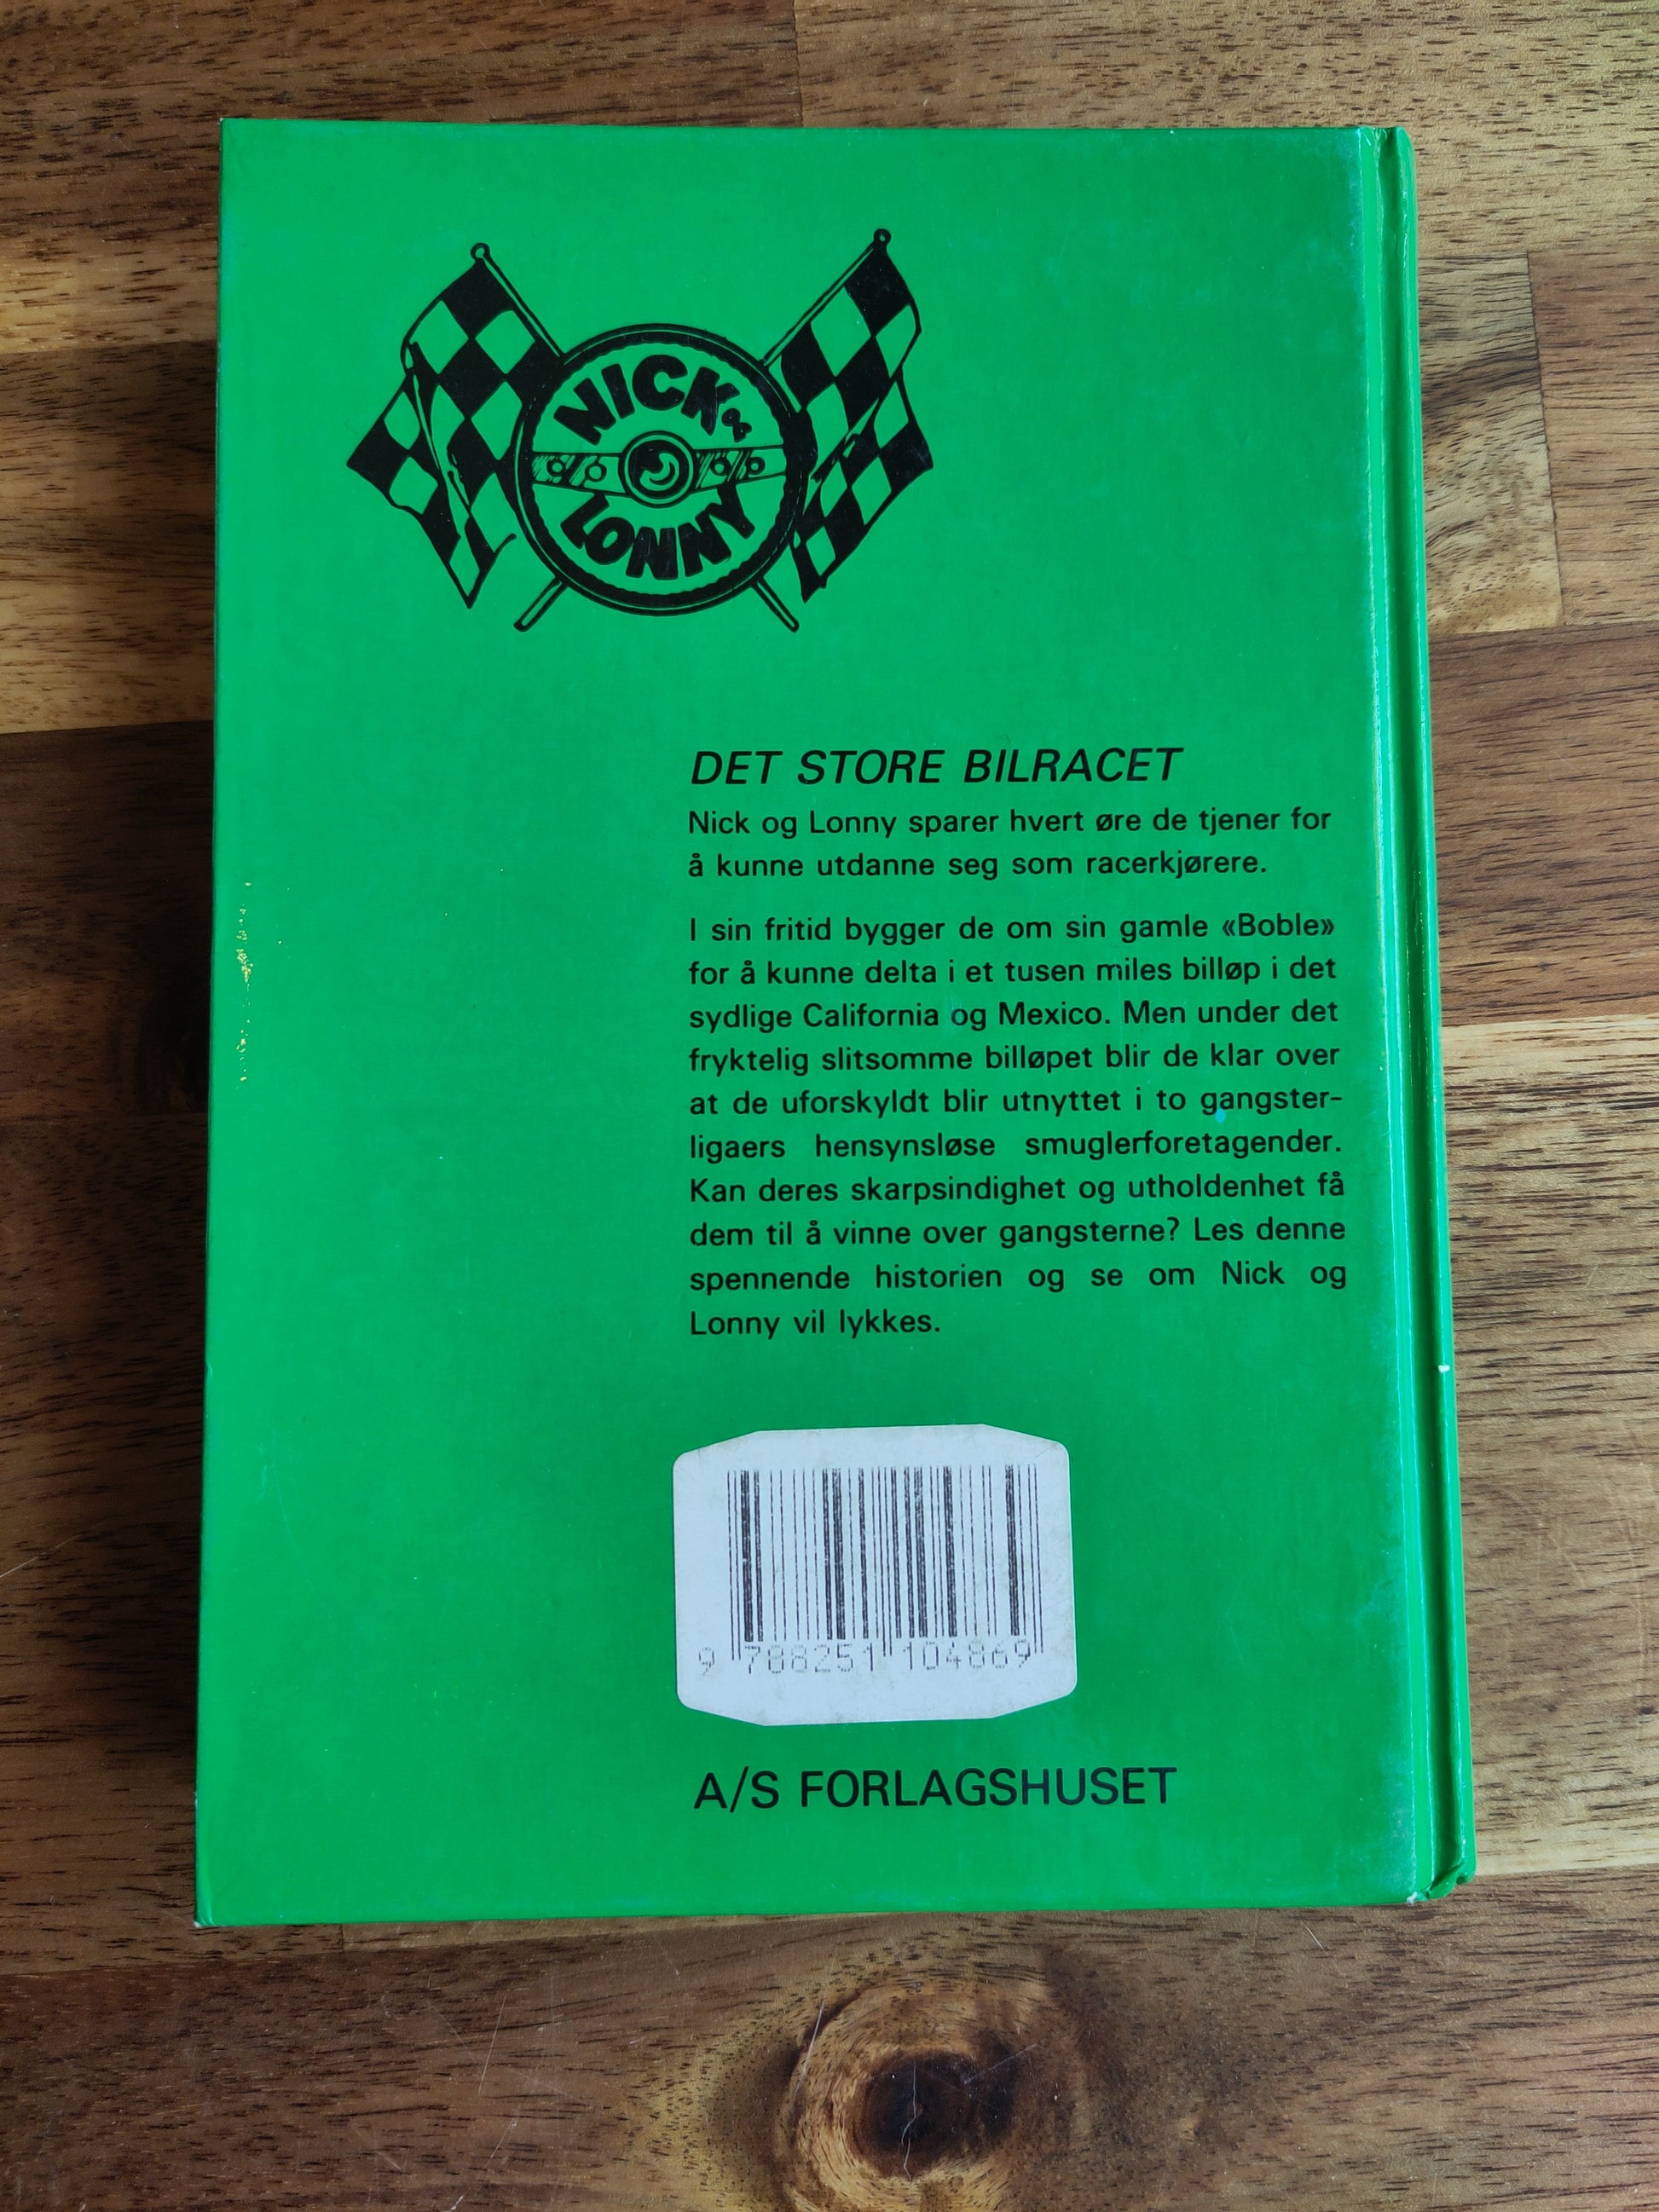 NICK &
LONNY
DET STORE BILRACET
Nick og Lonny sparer hvert øre de tjener for
å kunne utdanne seg som racerkjørere.
I sin fritid bygger de om sin gamle «Boble»
for å kunne delta i et tusen miles billøp i det
sydlige California og Mexico. Men under det
fryktelig slitsomme billøpet blir de klar over
at de uforskyldt blir utnyttet i to gangster-
ligaers hensynsløse smuglerforetagender.
Kan deres skarpsindighet og utholdenhet få
dem til å vinne over gangsterne? Les denne
spennende historien og se om Nick og
Lonny vil lykkes.
9 788251 104869
A/S FORLAGSHUSET